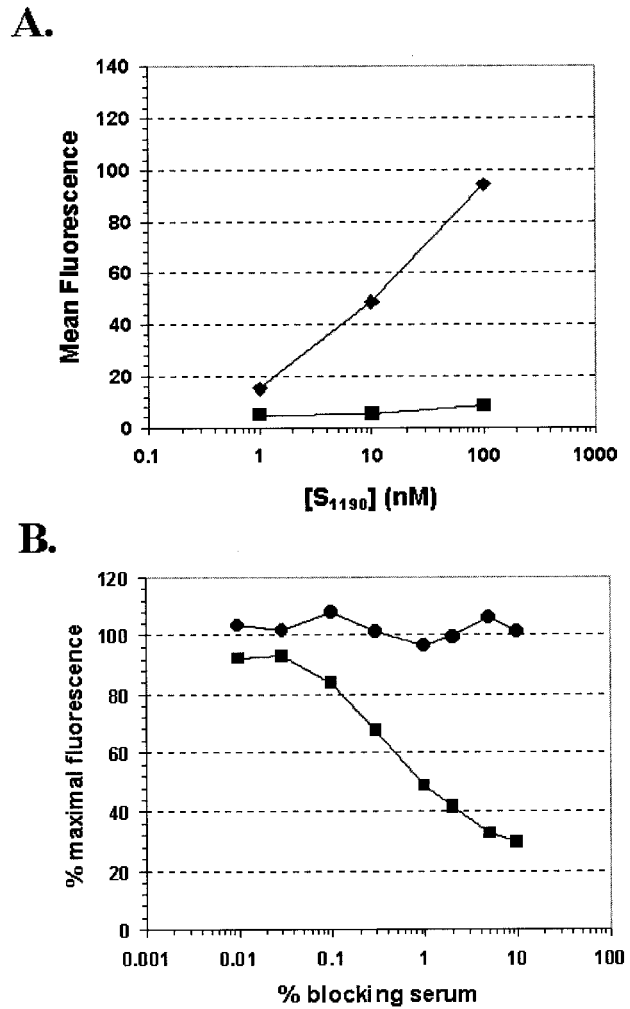 A.
140
120
100
80
60
40
20
0
Mean Fluorescence
0.1 1 10 100 1000
[S1190] (nM)
B.
120
100
80
60
40
20
0
% maximal fluorescence
0.001 0.01 0.1 1 10 100
% blocking serum